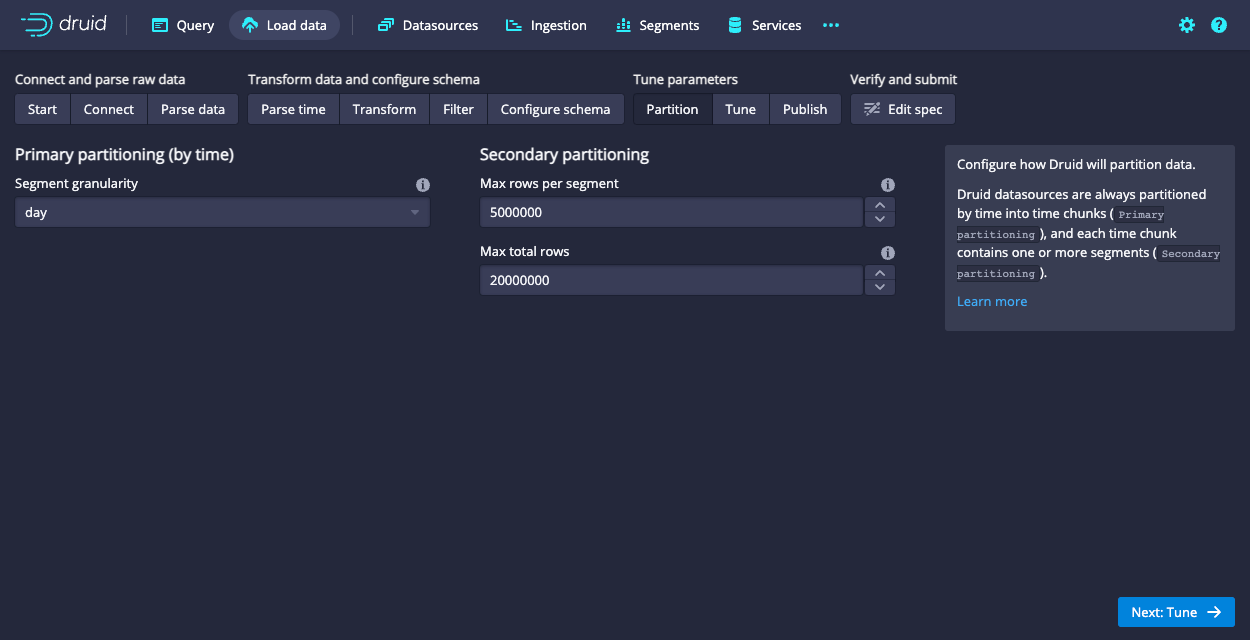 druid
Query
Load data
Datasources
Ingestion
Segments
Services
Connect and parse raw data
Transform data and configure schema
Tune parameters
Verify and submit
Start
Connect
Parse data
Parse time
Transform
Filter
Configure schema
Partition
Tune
Publish
Edit spec
Primary partitioning (by time)
Segment granularity
day
Secondary partitioning
Max rows per segment
5000000
Max total rows
20000000
Configure how Druid will partition data.
Druid datasources are always partitioned
by time into time chunks ( Primary
partitioning ), and each time chunk
contains one or more segments ( Secondary
partitioning ).
Learn more
Next: Tune